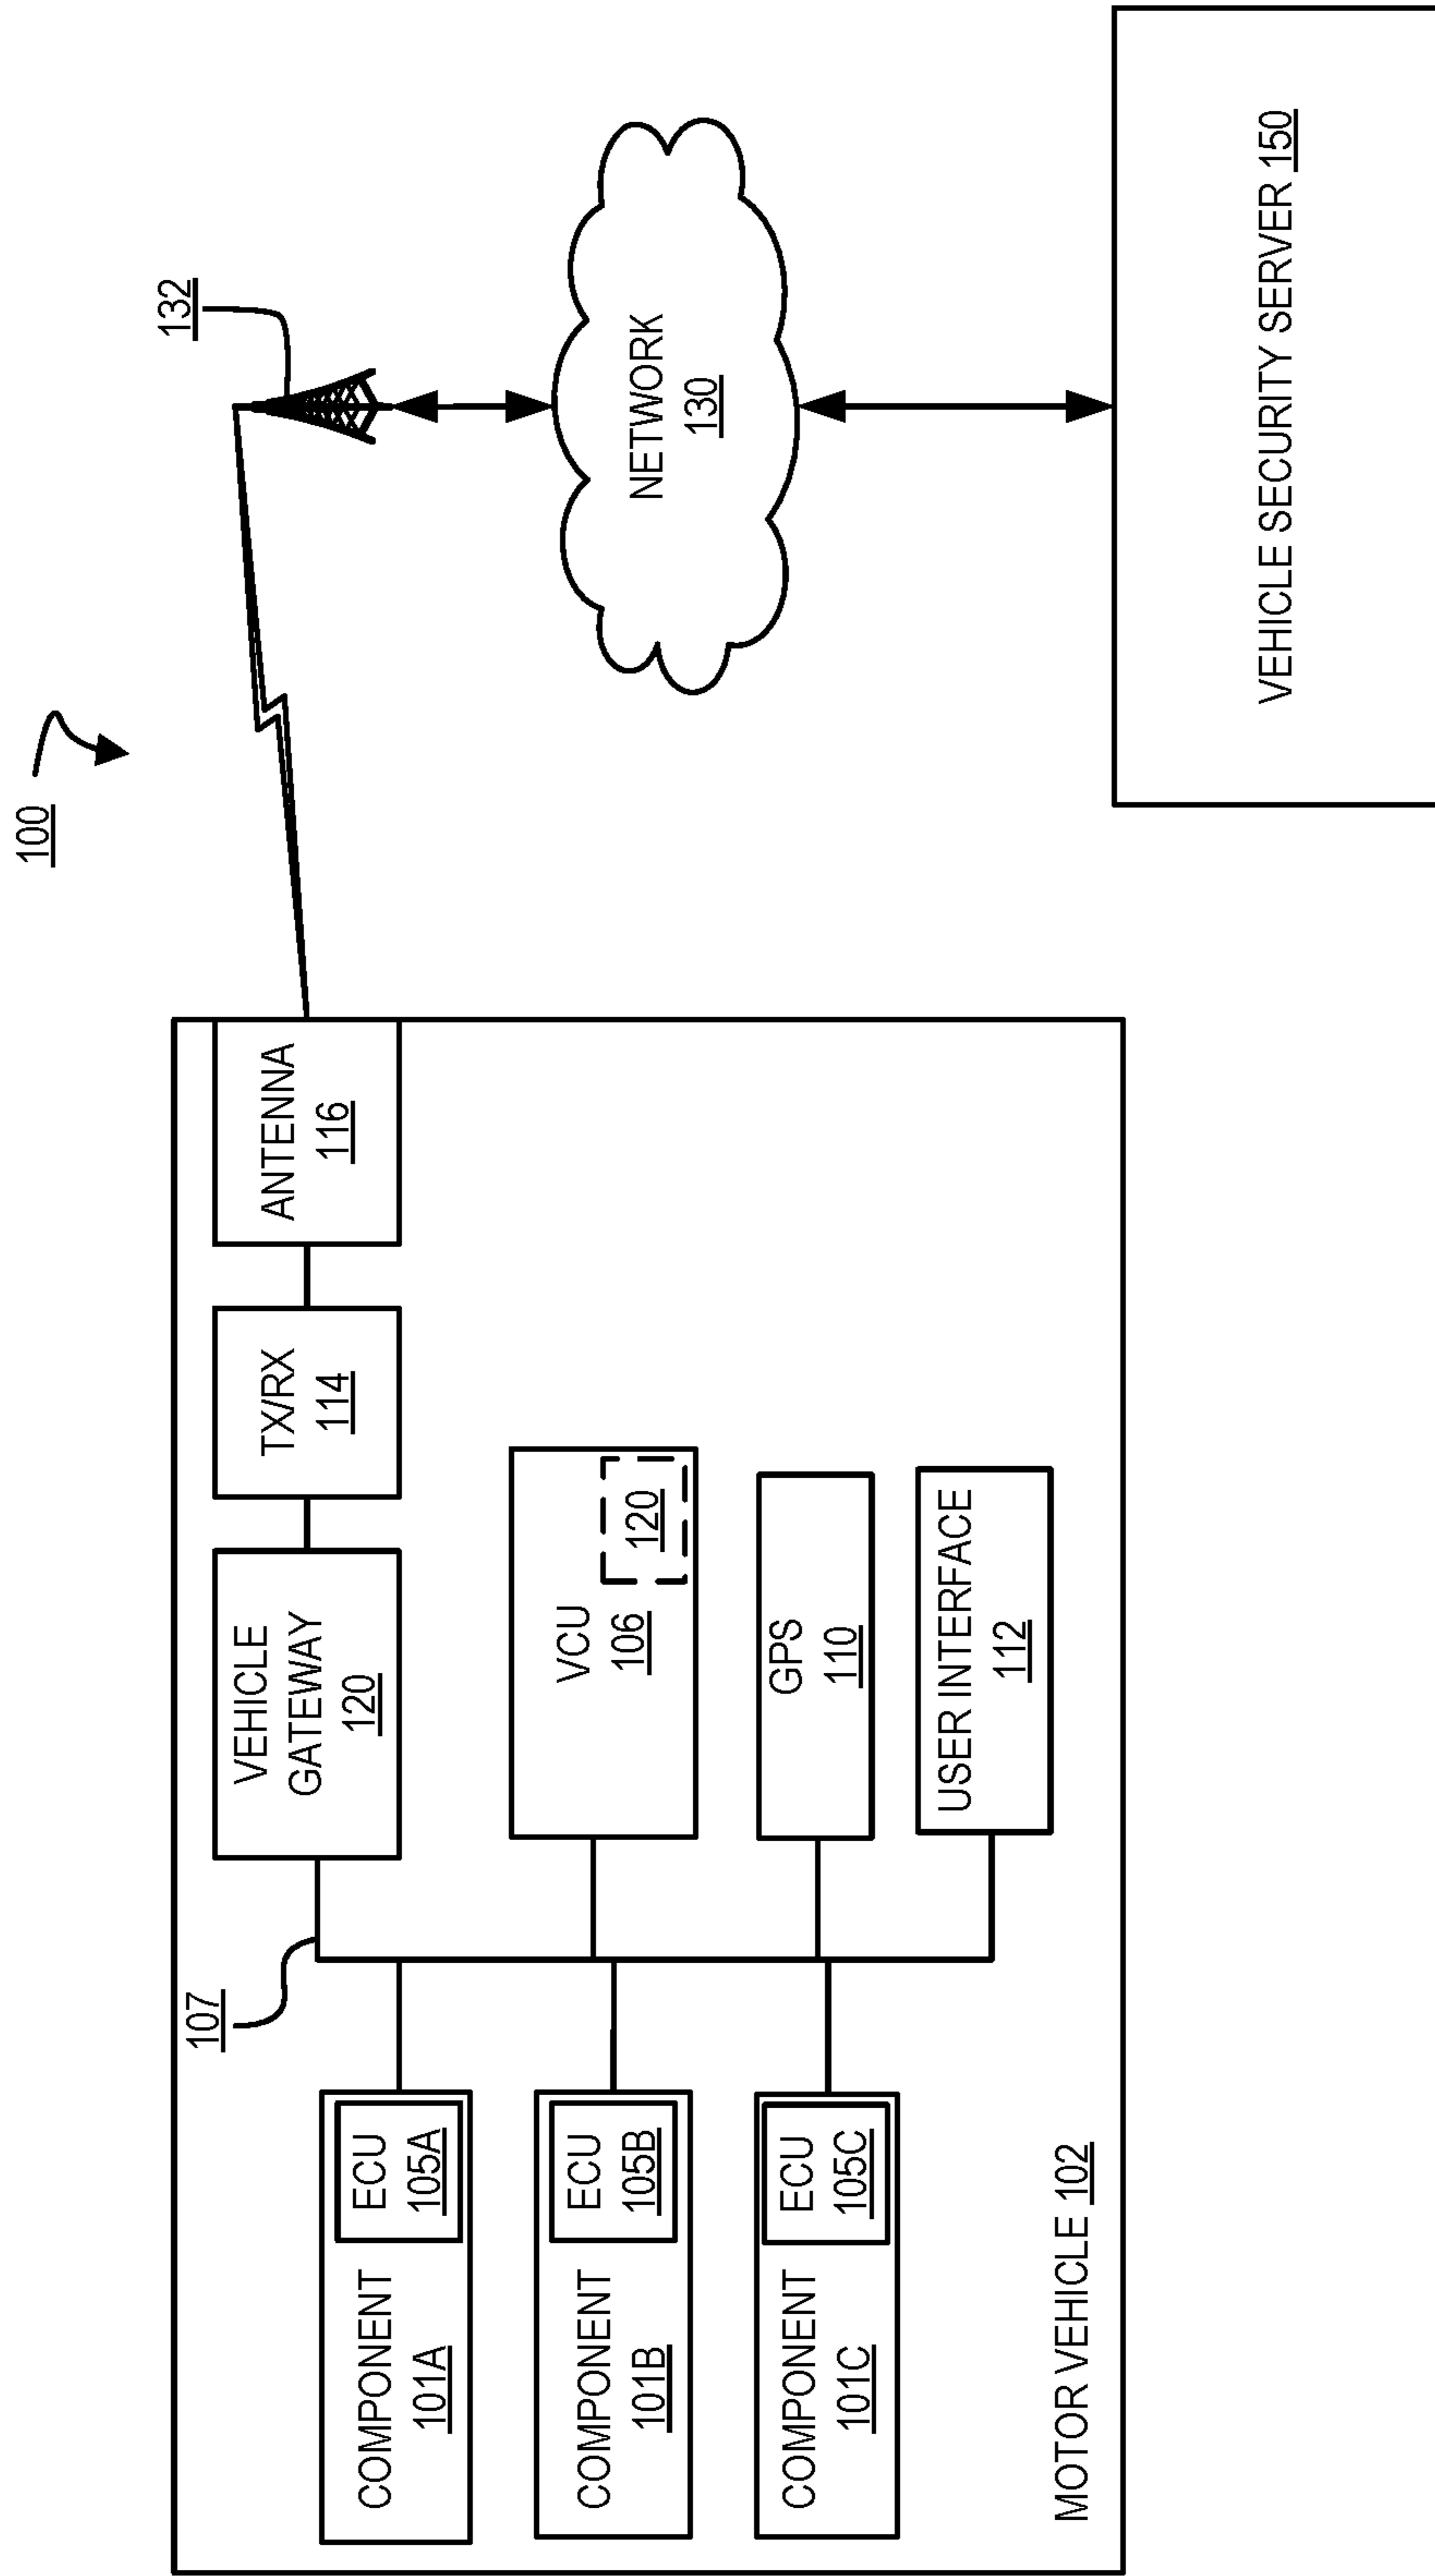 100
132
107
VEHICLE
GATEWAY
120
TX/RX
114
ANTENNA
116
COMPONENT
101A
ECU
105A
COMPONENT
101B
ECU
105B
COMPONENT
101C
ECU
105C
VCU
106
120
GPS
110
USER INTERFACE
112
MOTOR VEHICLE 102
NETWORK
130
VEHICLE SECURITY SERVER 150